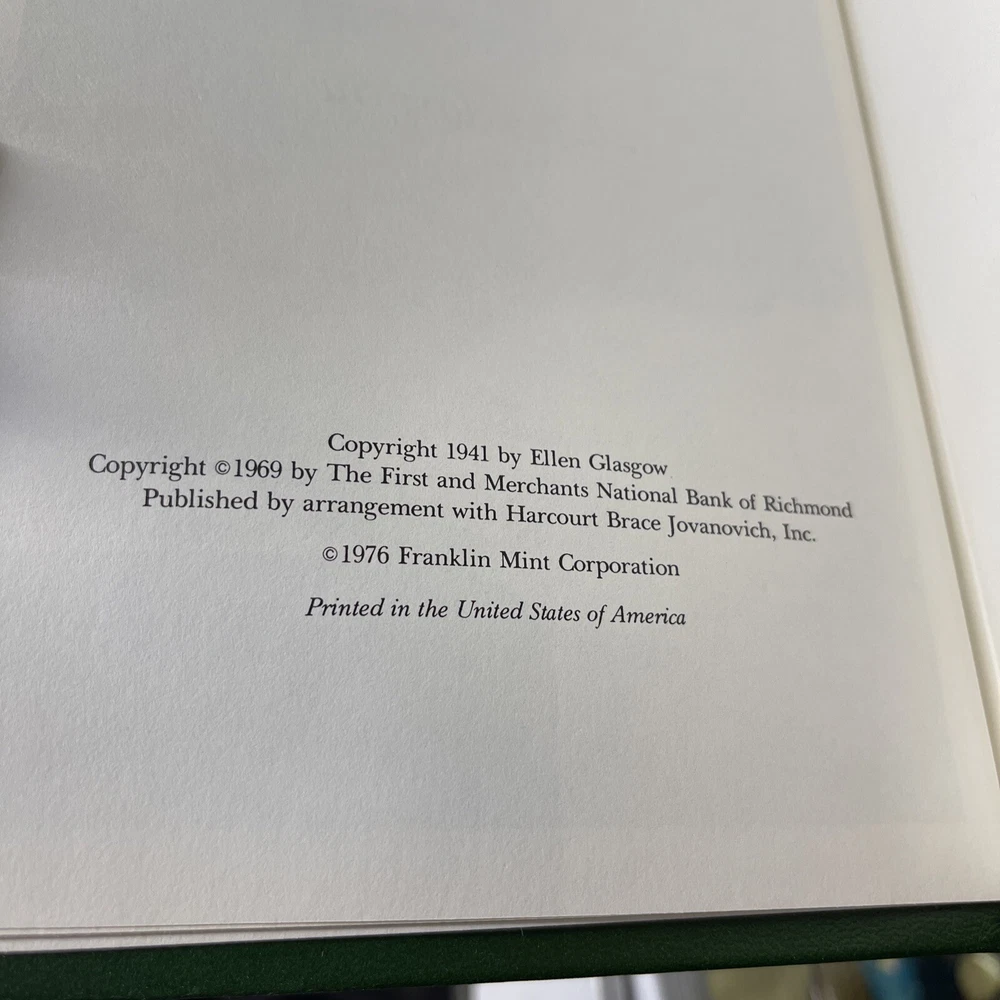 Copyright 1941 by Ellen Glasgow
Copyright ©1969 by The First and Merchants National Bank of Richmond
Published by arrangement with Harcourt Brace Jovanovich, Inc.
©1976 Franklin Mint Corporation
Printed in the United States of America